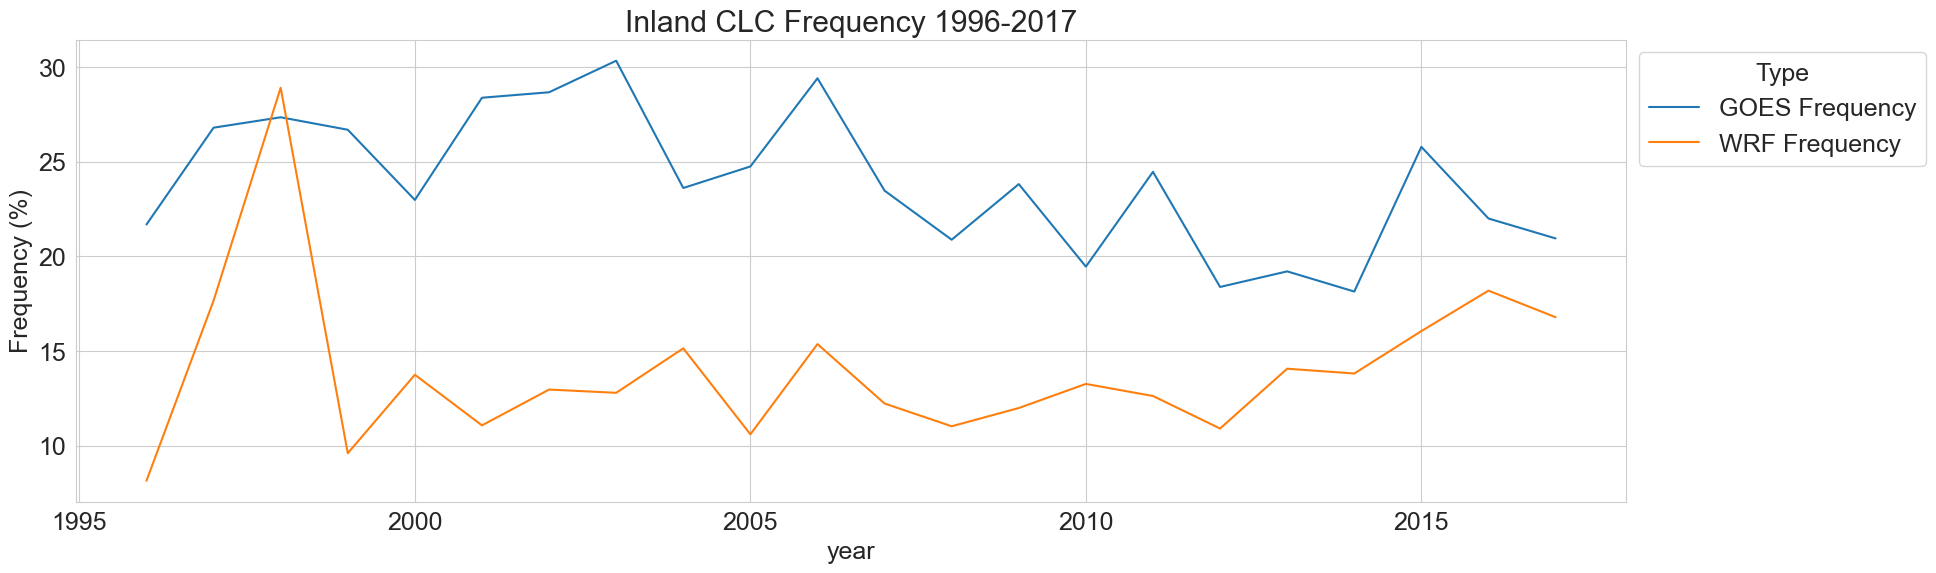 Inland CLC Frequency 1996-2017
30
25
20
15
10
Frequency (%)
1995 2000 2005 2010 2015
year
Type
GOES Frequency
WRF Frequency